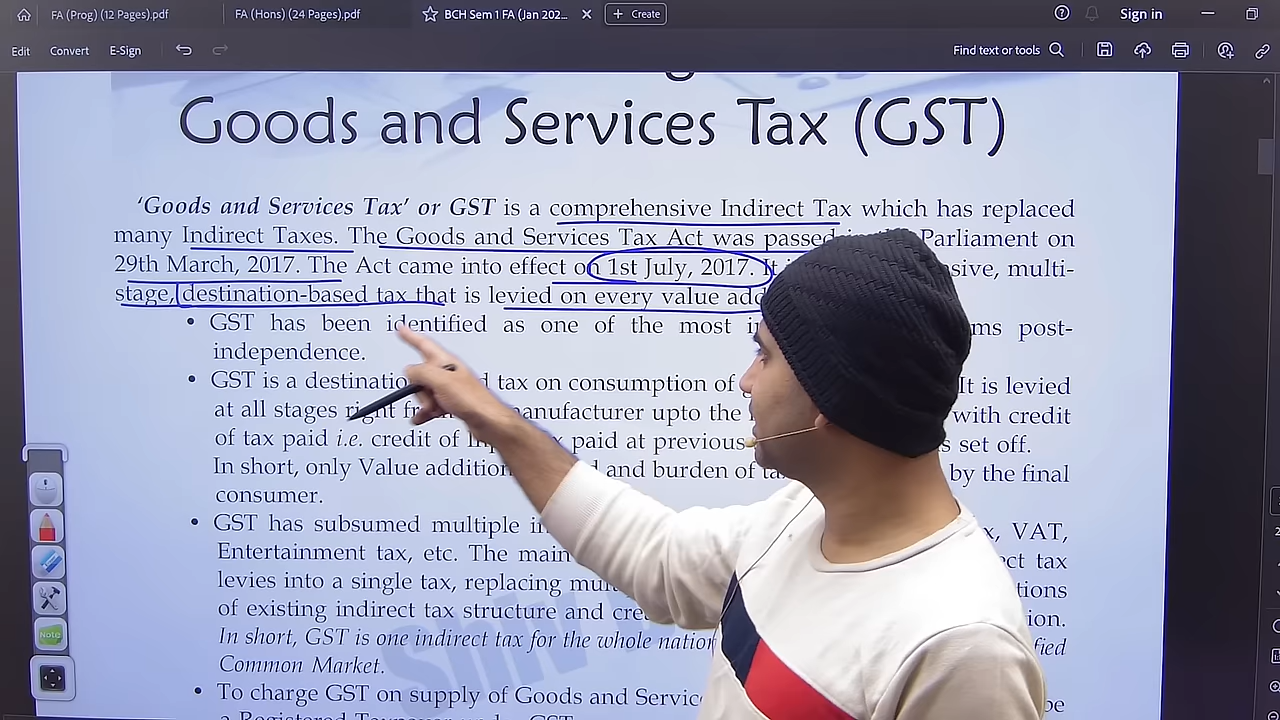 FA (Prog) (12 Pages).pdf
FA (Hons) (24 Pages).pdf
BCH Sem 1 FA (Jan 202...
Create
Sign in
Edit
Convert
E-Sign
Find text or tools
Goods and Services Tax (GST)
'Goods and Services Tax' or GST is a comprehensive Indirect Tax which has replaced
many Indirect Taxes. The Goods and Services Tax Act was passed Parliament on
29th March, 2017. The Act came into effect on 1st July, 2017. multi-
stage, destination-based tax that is levied on every value
• GST has been identified as one of the most post-
independence.
• GST is a tax on consumption of It is levied
at all stages right manufacturer upto the with credit
of tax paid i.e. credit of paid at previous set off.
In short, only Value addition and burden of by the final
consumer.
• GST has subsumed multiple VAT,
Entertainment tax, etc. The main tax
levies into a single tax, replacing
of existing indirect tax structure and
In short, GST is one indirect tax for the whole nation
Common Market.
• To charge GST on supply of Goods and be
a Registered Taxpayer under GST
Note